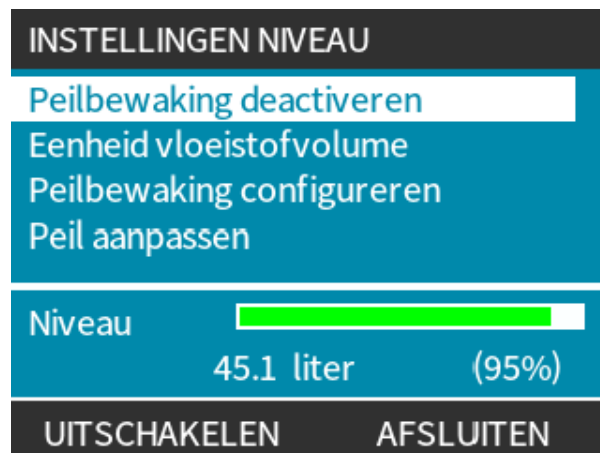 INSTELLINGEN NIVEAU
Peilbewaking deactiveren
Eenheid vloeistofvolume
Peilbewaking configureren
Peil aanpassen
Niveau
45.1 liter (95%)
UITSCHAKELEN AFSLUITEN